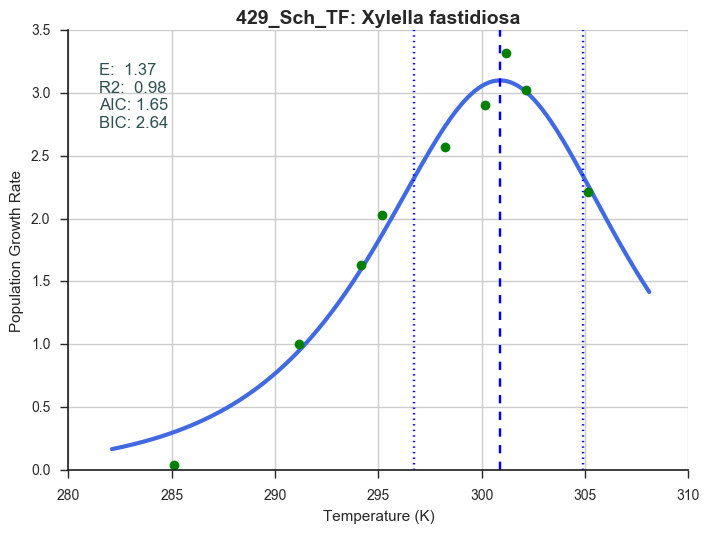 429_Sch_TF: Xylella fastidiosa
E:  1.37
R2:  0.98
AIC: 1.65
BIC: 2.64
Population Growth Rate
3.5
3.0
2.5
2.0
1.5
1.0
0.5
0.0
280 285 290 295 300 305 310
Temperature (K)